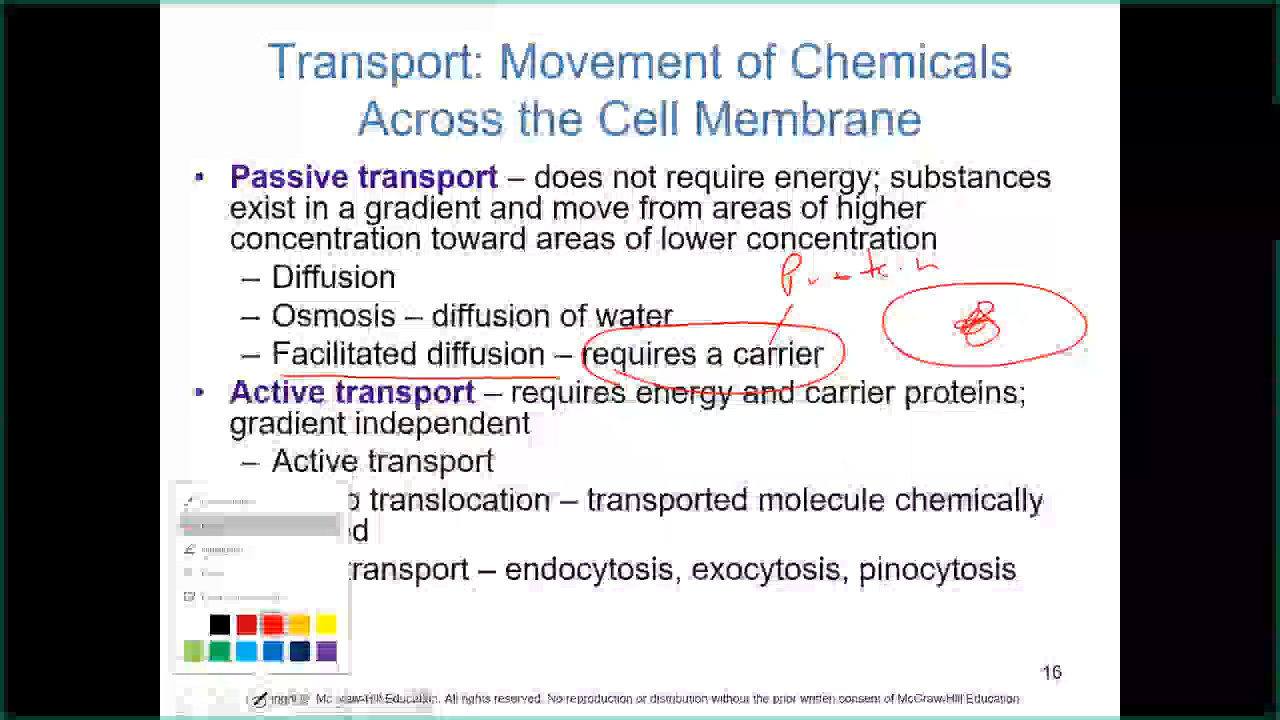 Transport: Movement of Chemicals
Across the Cell Membrane
• Passive transport – does not require energy; substances
exist in a gradient and move from areas of higher
concentration toward areas of lower concentration
Protein
– Diffusion
– Osmosis – diffusion of water
– Facilitated diffusion – requires a carrier
• Active transport – requires energy and carrier proteins;
gradient independent
– Active transport
translocation – transported molecule chemically
transport – endocytosis, exocytosis, pinocytosis
16
McGraw-Hill Education. All rights reserved. No reproduction or distribution without the prior written consent of McGraw-Hill Education